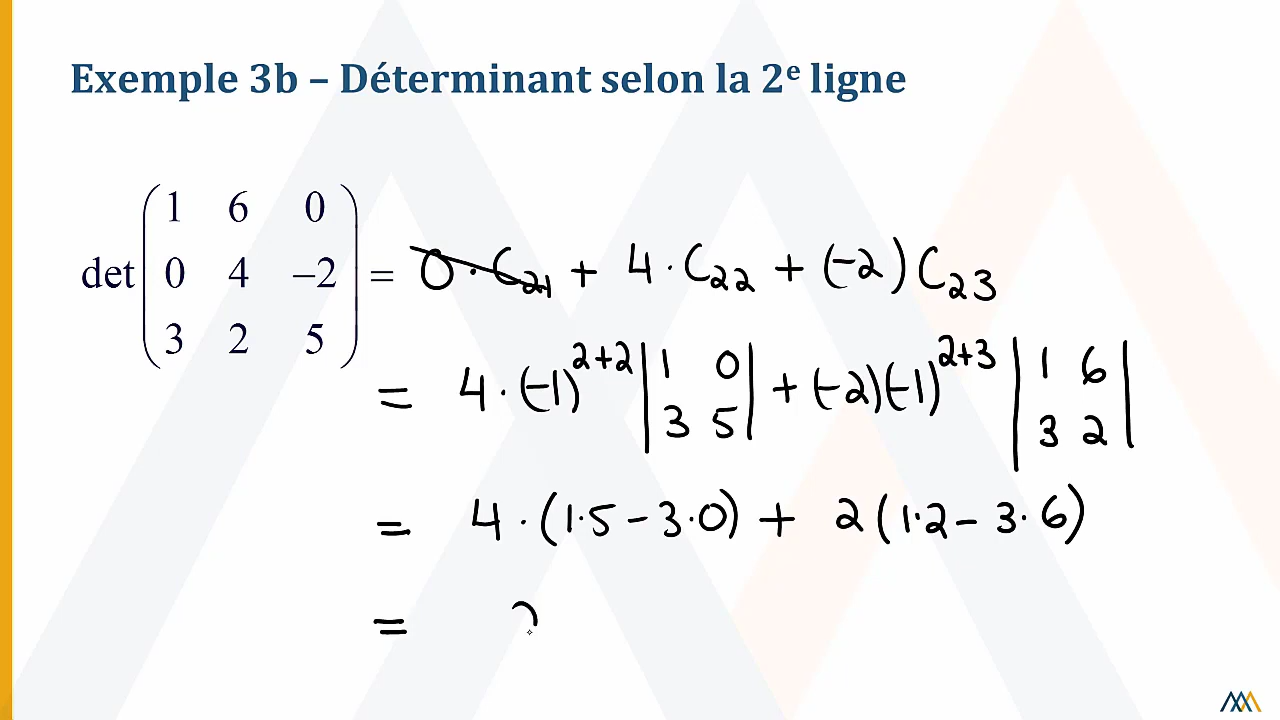 Exemple 3b – Déterminant selon la 2e ligne
det ( 1 6 0
0 4 −2
3 2 5 ) = 0 · C21 + 4 · C22 + (−2) C23
= 4 · (−1)^2+2 | 1 0
3 5 | + (−2)(−1)^2+3 | 1 6
3 2 |
= 4 · (1·5 − 3·0) + 2 (1·2 − 3·6)
=